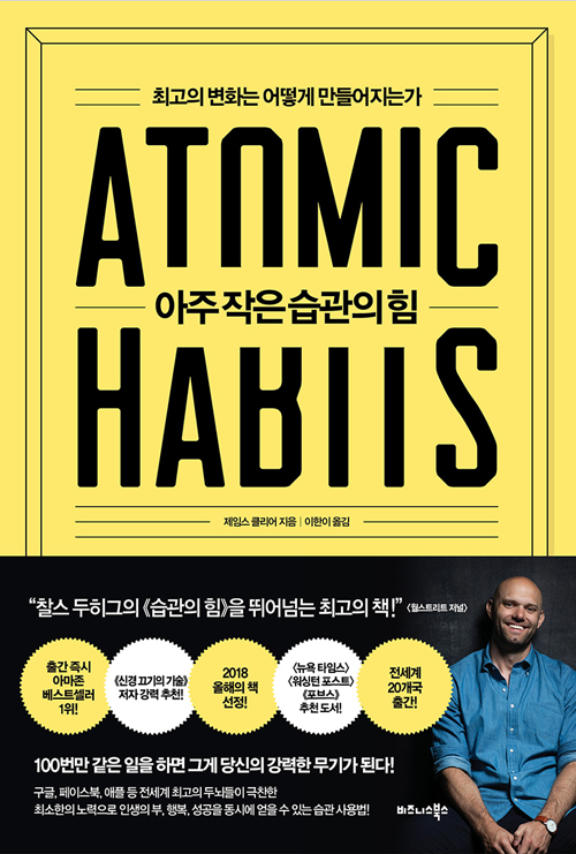 최고의 변화는 어떻게 만들어지는가
ATOMIC
아주 작은 습관의 힘
HABITS
제임스 클리어 지음 | 이한이 옮김
“찰스 두히그의 《습관의 힘》을 뛰어넘는 최고의 책!” 〈월스트리트 저널〉
출간 즉시
아마존
베스트셀러
1위!
《신경 끄기의 기술》
저자 강력 추천!
2018
올해의 책
선정!
〈뉴욕 타임스〉
〈워싱턴 포스트〉
《포브스》
추천 도서!
전세계
20개국
출간!
100번만 같은 일을 하면 그게 당신의 강력한 무기가 된다!
구글, 페이스북, 애플 등 전세계 최고의 두뇌들이 극찬한
최소한의 노력으로 인생의 부, 행복, 성공을 동시에 얻을 수 있는 습관 사용법!
비즈니스북스